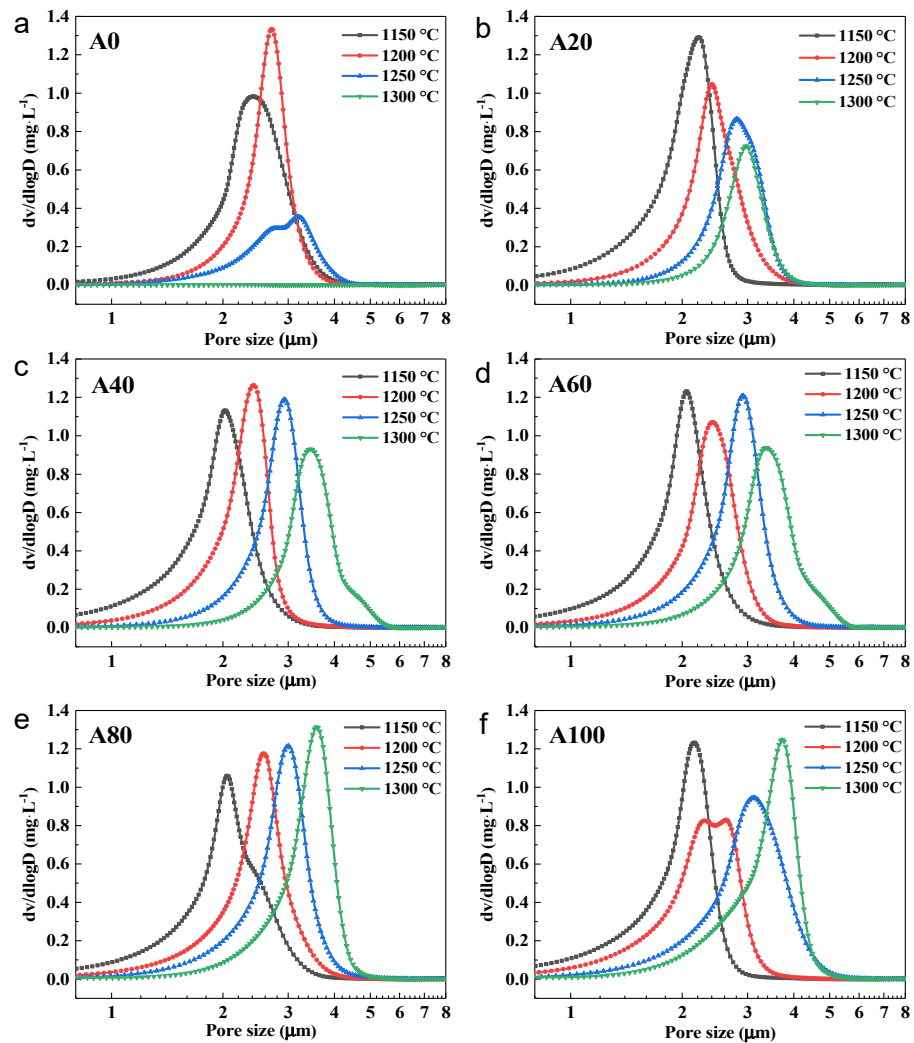 a
A0
1150 °C
1200 °C
1250 °C
1300 °C
1.4
1.2
1.0
0.8
0.6
0.4
0.2
0.0
dv/dlogD (mg·L⁻¹)
1 2 3 4 5 6 7 8
Pore size (μm)
b
A20
1150 °C
1200 °C
1250 °C
1300 °C
1.4
1.2
1.0
0.8
0.6
0.4
0.2
0.0
dv/dlogD (mg·L⁻¹)
1 2 3 4 5 6 7 8
Pore size (μm)
c
A40
1150 °C
1200 °C
1250 °C
1300 °C
1.4
1.2
1.0
0.8
0.6
0.4
0.2
0.0
dv/dlogD (mg·L⁻¹)
1 2 3 4 5 6 7 8
Pore size (μm)
d
A60
1150 °C
1200 °C
1250 °C
1300 °C
1.4
1.2
1.0
0.8
0.6
0.4
0.2
0.0
dv/dlogD (mg·L⁻¹)
1 2 3 4 5 6 7 8
Pore size (μm)
e
A80
1150 °C
1200 °C
1250 °C
1300 °C
1.4
1.2
1.0
0.8
0.6
0.4
0.2
0.0
dv/dlogD (mg·L⁻¹)
1 2 3 4 5 6 7 8
Pore size (μm)
f
A100
1150 °C
1200 °C
1250 °C
1300 °C
1.4
1.2
1.0
0.8
0.6
0.4
0.2
0.0
dv/dlogD (mg·L⁻¹)
1 2 3 4 5 6 7 8
Pore size (μm)